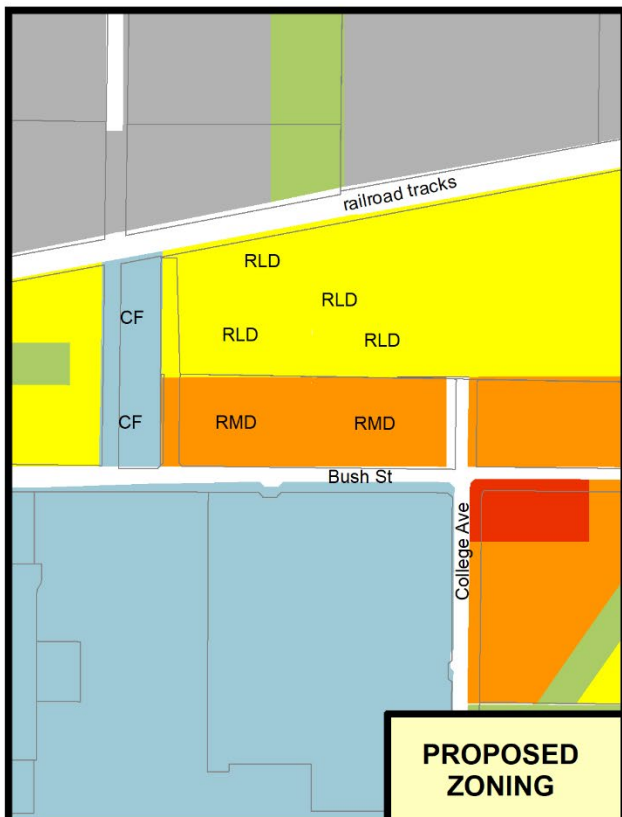 railroad tracks
RLD
RLD
CF
RLD
RLD
CF
RMD
RMD
Bush St
College Ave
PROPOSED
ZONING